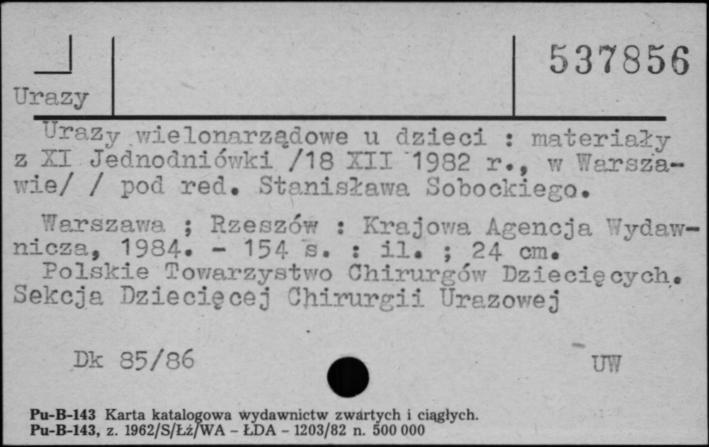 537856
Urazy
Urazy wielonarządowe u dzieci : materiały
z XI Jednodniówki /18 XII 1982 r., w Warsza-
wie/ / pod red. Stanisława Sobockiego.
Warszawa ; Rzeszów : Krajowa Agencja Wydaw-
nicza, 1984. - 154 s. : il. ; 24 cm.
Polskie Towarzystwo Chirurgów Dziecięcych.
Sekcja Dziecięcej Chirurgii Urazowej
Dk 85/86 UW
Pu-B-143 Karta katalogowa wydawnictw zwartych i ciągłych.
Pu-B-143, z. 1962/S/Łź/WA - ŁDA - 1203/82 n. 500 000